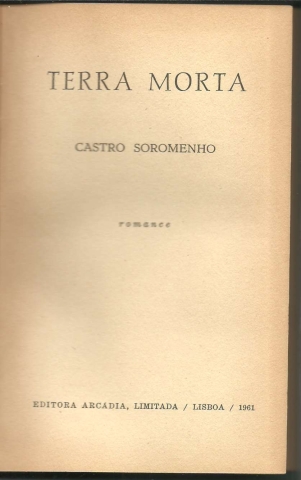 TERRA MORTA
CASTRO SOROMENHO
romance
EDITORA ARCADIA, LIMITADA / LISBOA / 1961